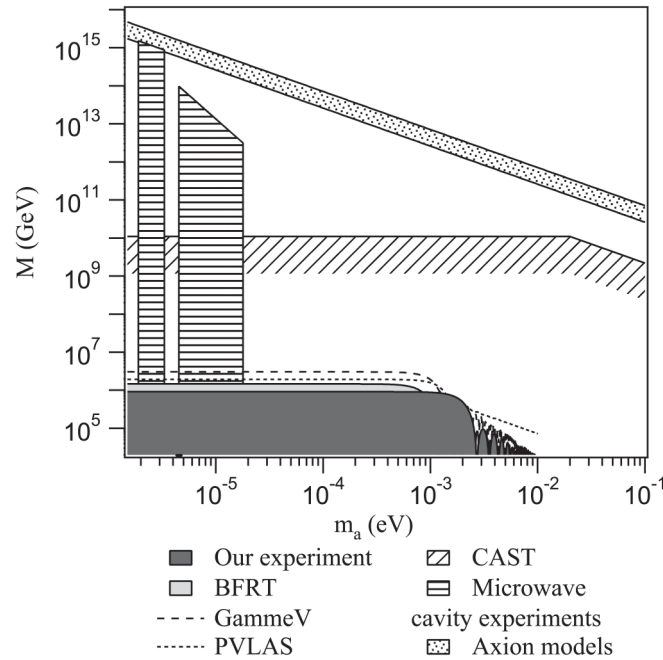 M (GeV)
10^15
10^13
10^11
10^9
10^7
10^5
10^-5 10^-4 10^-3 10^-2 10^-1
m_a (eV)
Our experiment CAST
BFRT Microwave
GammeV cavity experiments
PVLAS Axion models